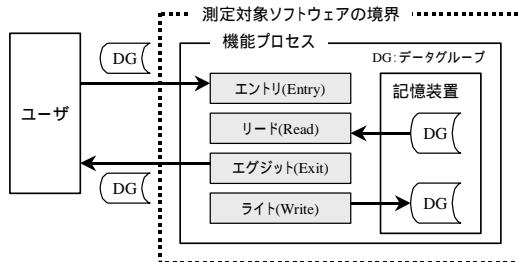 測定対象ソフトウェアの境界
機能プロセス
DG:データグループ
DG
ユーザ
エントリ(Entry)
記憶装置
リード(Read)
DG
エグジット(Exit)
DG
ライト(Write)
DG